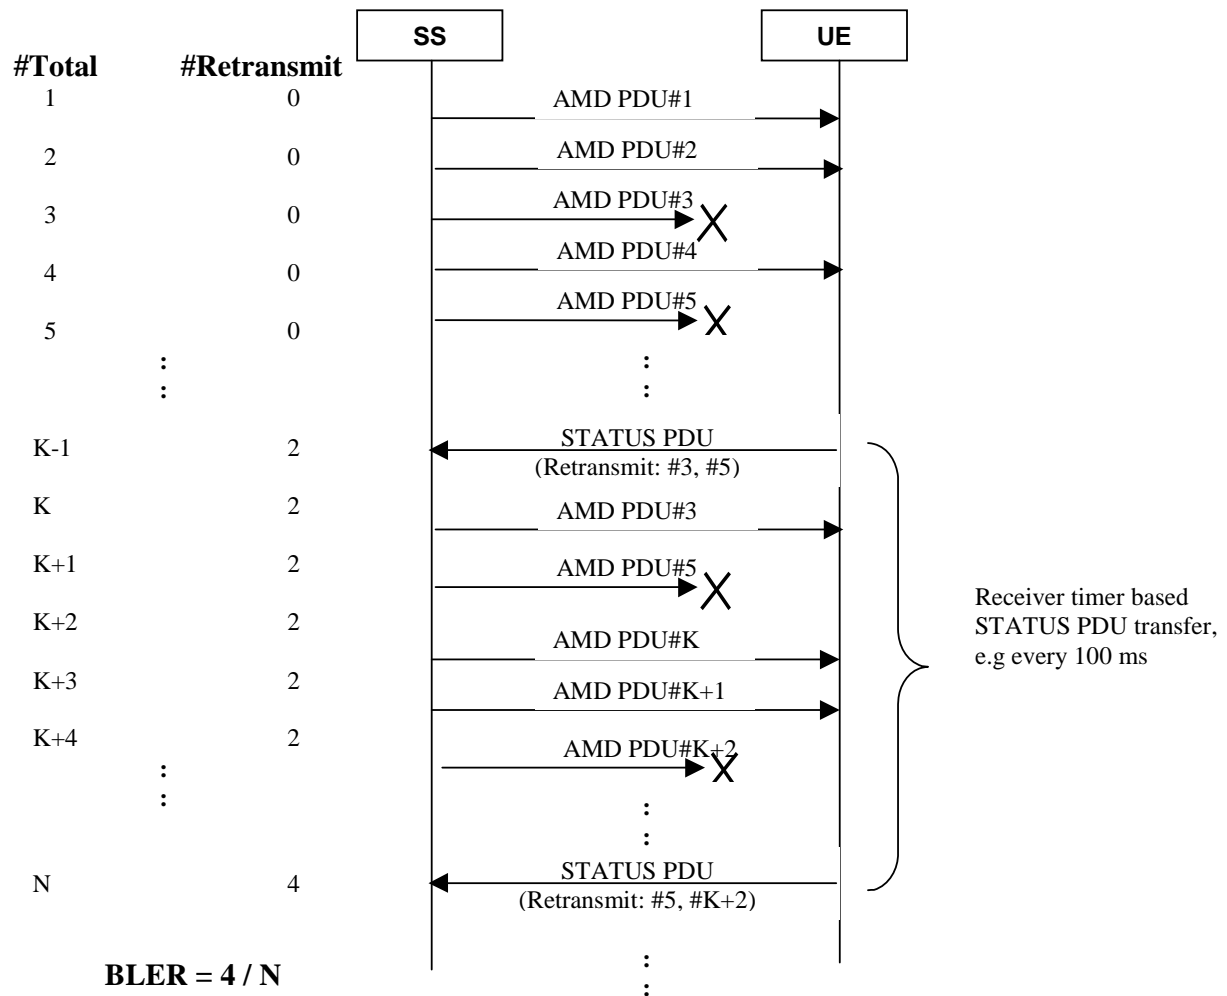 SS UE
#Total #Retransmit
1 0 AMD PDU#1
2 0 AMD PDU#2
3 0 AMD PDU#3
4 0 AMD PDU#4
5 0 AMD PDU#5
: :
: :
K-1 2 STATUS PDU
(Retransmit: #3, #5)
K 2 AMD PDU#3
K+1 2 AMD PDU#5
K+2 2 AMD PDU#K
K+3 2 AMD PDU#K+1
K+4 2 AMD PDU#K+2
Receiver timer based
STATUS PDU transfer,
e.g every 100 ms
: :
: :
N 4 STATUS PDU
(Retransmit: #5, #K+2)
BLER = 4 / N
:
: